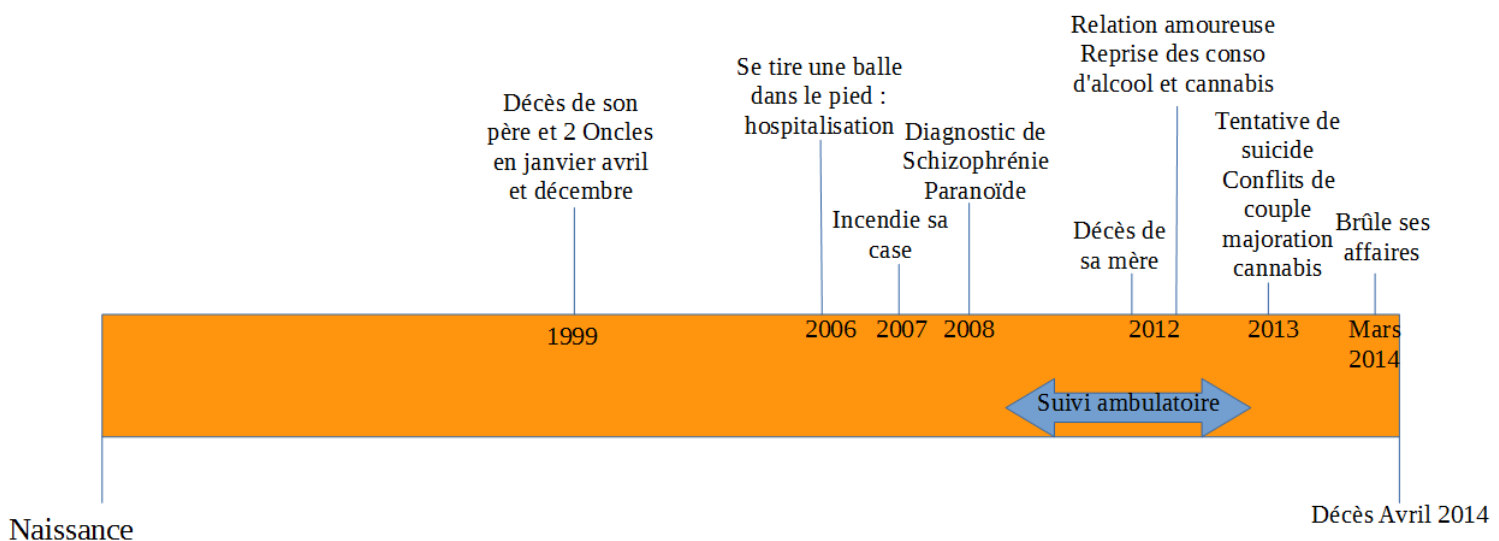 Relation amoureuse
Reprise des conso
d'alcool et cannabis
Se tire une balle
dans le pied :
hospitalisation
Décès de son
père et 2 Oncles
en janvier avril
et décembre
Diagnostic de
Schizophrénie
Paranoïde
Tentative de
suicide
Conflits de
couple
majoration
cannabis
Incendie sa
case
Décès de
sa mère
Brûle ses
affaires
1999
2006
2007
2008
2012
2013
Mars
2014
Suivi ambulatoire
Naissance
Décès Avril 2014